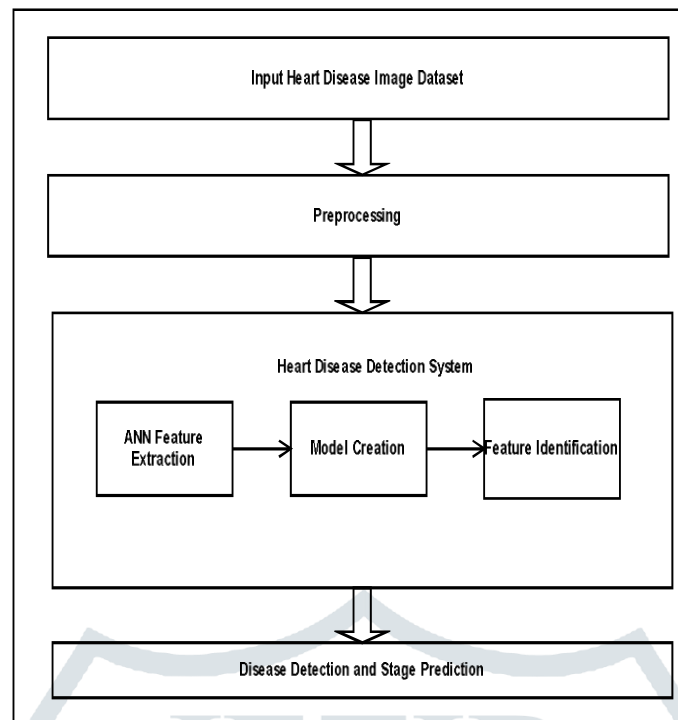 Input Heart Disease Image Dataset
Preprocessing
Heart Disease Detection System
ANN Feature
Extraction
Model Creation
Feature Identification
Disease Detection and Stage Prediction